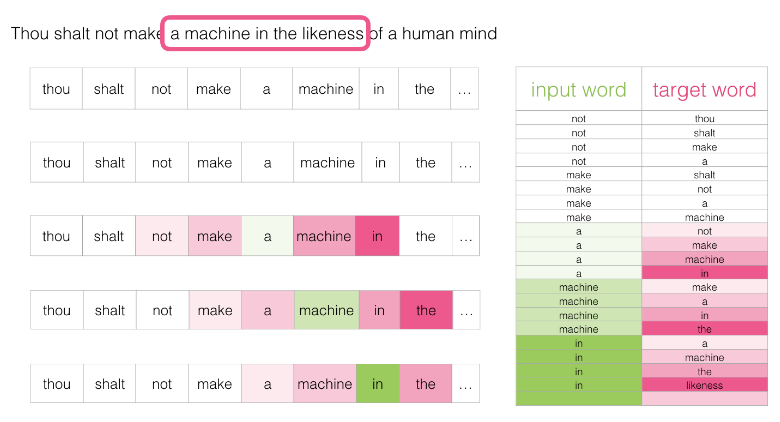 Thou shalt not make a machine in the likeness of a human mind
thou shalt not make a machine in the ...
thou shalt not make a machine in the ...
thou shalt not make a machine in the ...
thou shalt not make a machine in the ...
thou shalt not make a machine in the ...
input word target word
not thou
not shalt
not make
not a
make shalt
make not
make a
make machine
a not
a make
a machine
a in
machine make
machine a
machine in
machine the
in a
in machine
in the
in likeness